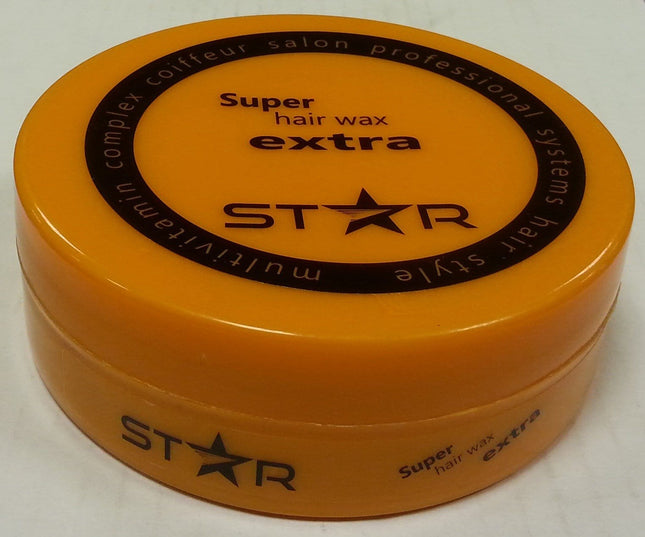 multivitamin complex coiffeur salon professional systems hair style
Super
hair wax
extra
STAR
STAR
Super
hair wax
extra